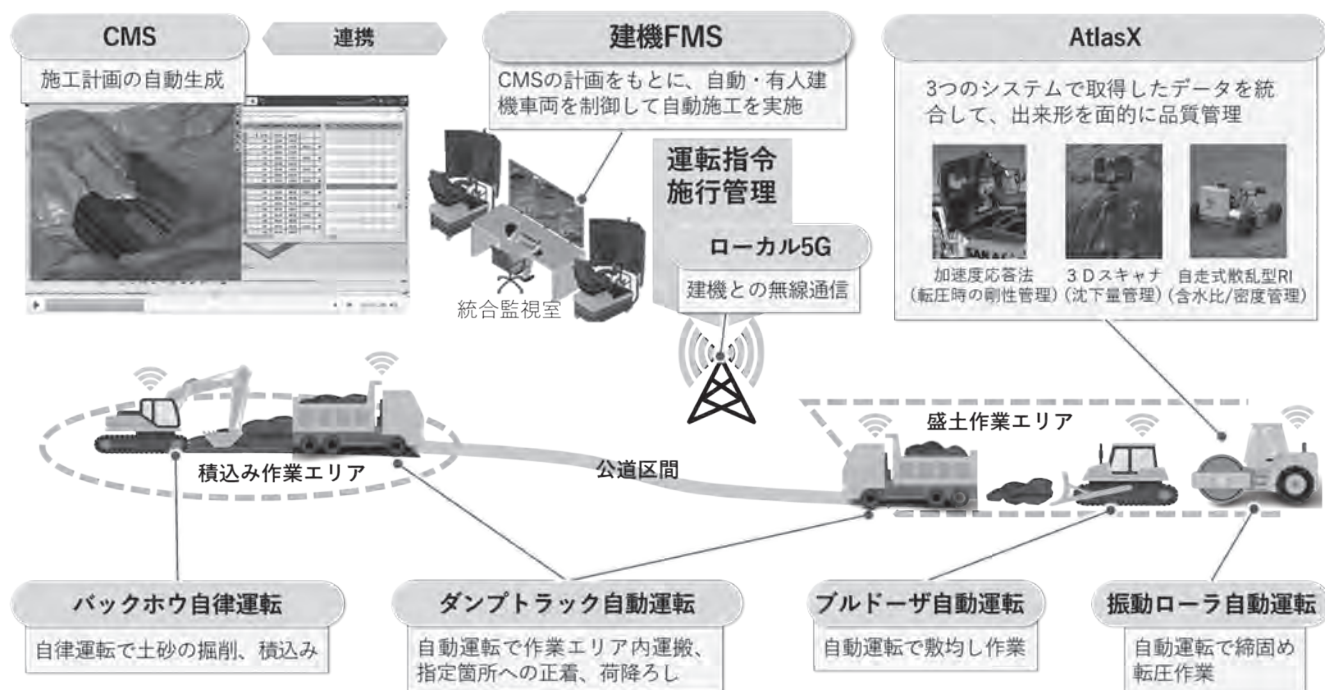 CMS
施工計画の自動生成
連携
建機FMS
CMSの計画をもとに、自動・有人建
機車両を制御して自動施工を実施
AtlasX
3つのシステムで取得したデータを統
合して、出来形を面的に品質管理
加速度応答法
(転圧時の剛性管理)
3Dスキャナ
(沈下量管理)
自走式散乱型RI
(含水比/密度管理)
統合監視室
運転指令
施行管理
ローカル5G
建機との無線通信
積込み作業エリア
公道区間
盛土作業エリア
バックホウ自律運転
自律運転で土砂の掘削、積込み
ダンプトラック自動運転
自動運転で作業エリア内運搬、
指定箇所への正着、荷降ろし
ブルドーザ自動運転
自動運転で敷均し作業
振動ローラ自動運転
自動運転で締固め
転圧作業